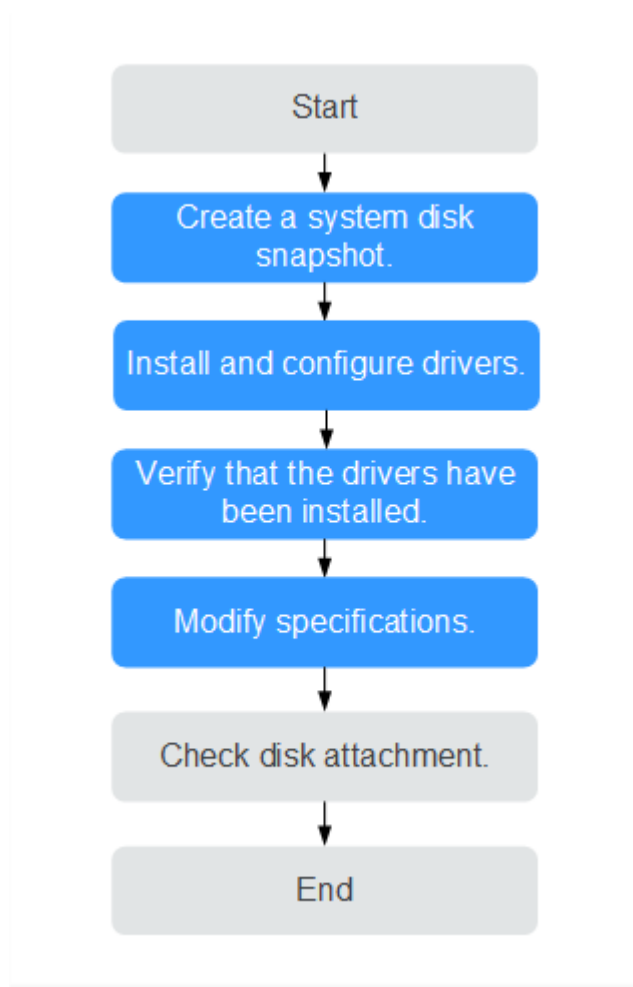 Start
Create a system disk
snapshot.
Install and configure drivers.
Verify that the drivers have
been installed.
Modify specifications.
Check disk attachment.
End